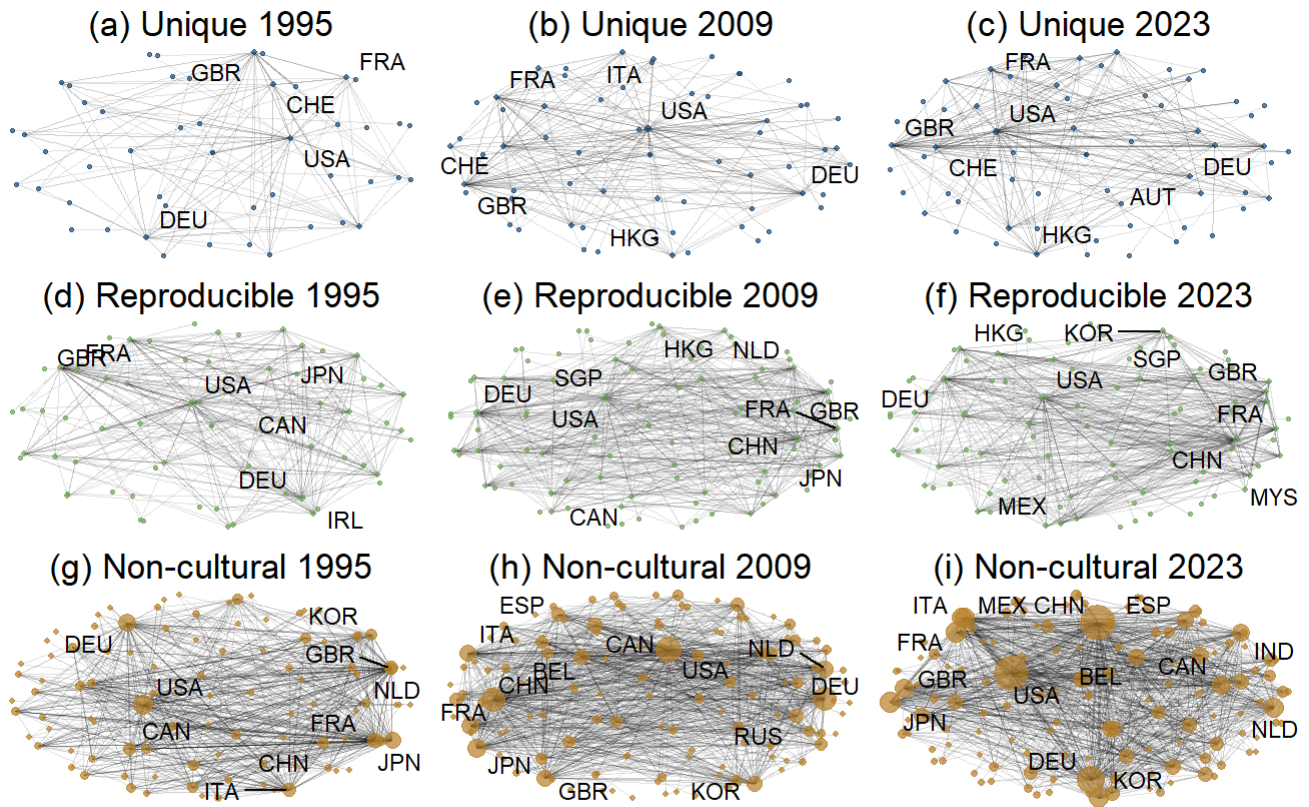 (a) Unique 1995
(b) Unique 2009
(c) Unique 2023
GBR
FRA
CHE
USA
DEU
FRA
ITA
USA
CHE
DEU
GBR
HKG
FRA
USA
GBR
CHE
DEU
AUT
HKG
(d) Reproducible 1995
(e) Reproducible 2009
(f) Reproducible 2023
GBR
FRA
JPN
USA
CAN
DEU
IRL
HKG
NLD
DEU
SGP
USA
FRA
GBR
CHN
JPN
CAN
HKG
KOR
SGP
USA
GBR
DEU
FRA
CHN
MEX
MYS
(g) Non-cultural 1995
(h) Non-cultural 2009
(i) Non-cultural 2023
KOR
DEU
GBR
USA
NLD
CAN
FRA
CHN
JPN
ITA
ESP
ITA
CAN
NLD
BEL
USA
CHN
DEU
FRA
RUS
JPN
GBR
KOR
ITA
MEX
CHN
ESP
FRA
IND
CAN
GBR
BEL
USA
JPN
NLD
DEU
KOR